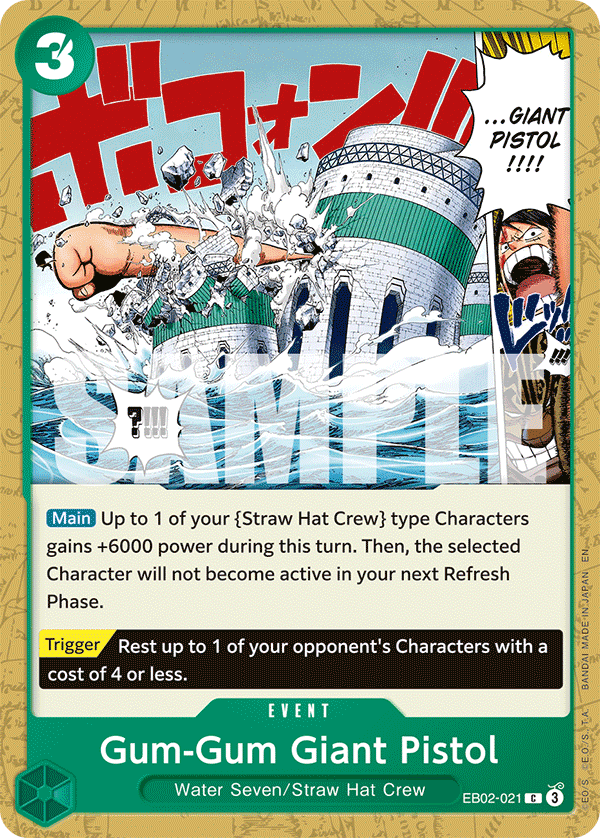 3
ボフォン!!
...GIANT
PISTOL
!!!!
ドッ
!!!
?!!!
SAMPLE
Main Up to 1 of your {Straw Hat Crew} type Characters
gains +6000 power during this turn. Then, the selected
Character will not become active in your next Refresh
Phase.
Trigger Rest up to 1 of your opponent's Characters with a
cost of 4 or less.
EVENT
Gum-Gum Giant Pistol
Water Seven/Straw Hat Crew
EB02-021 C 3
BANDAI MADE IN JAPAN EN